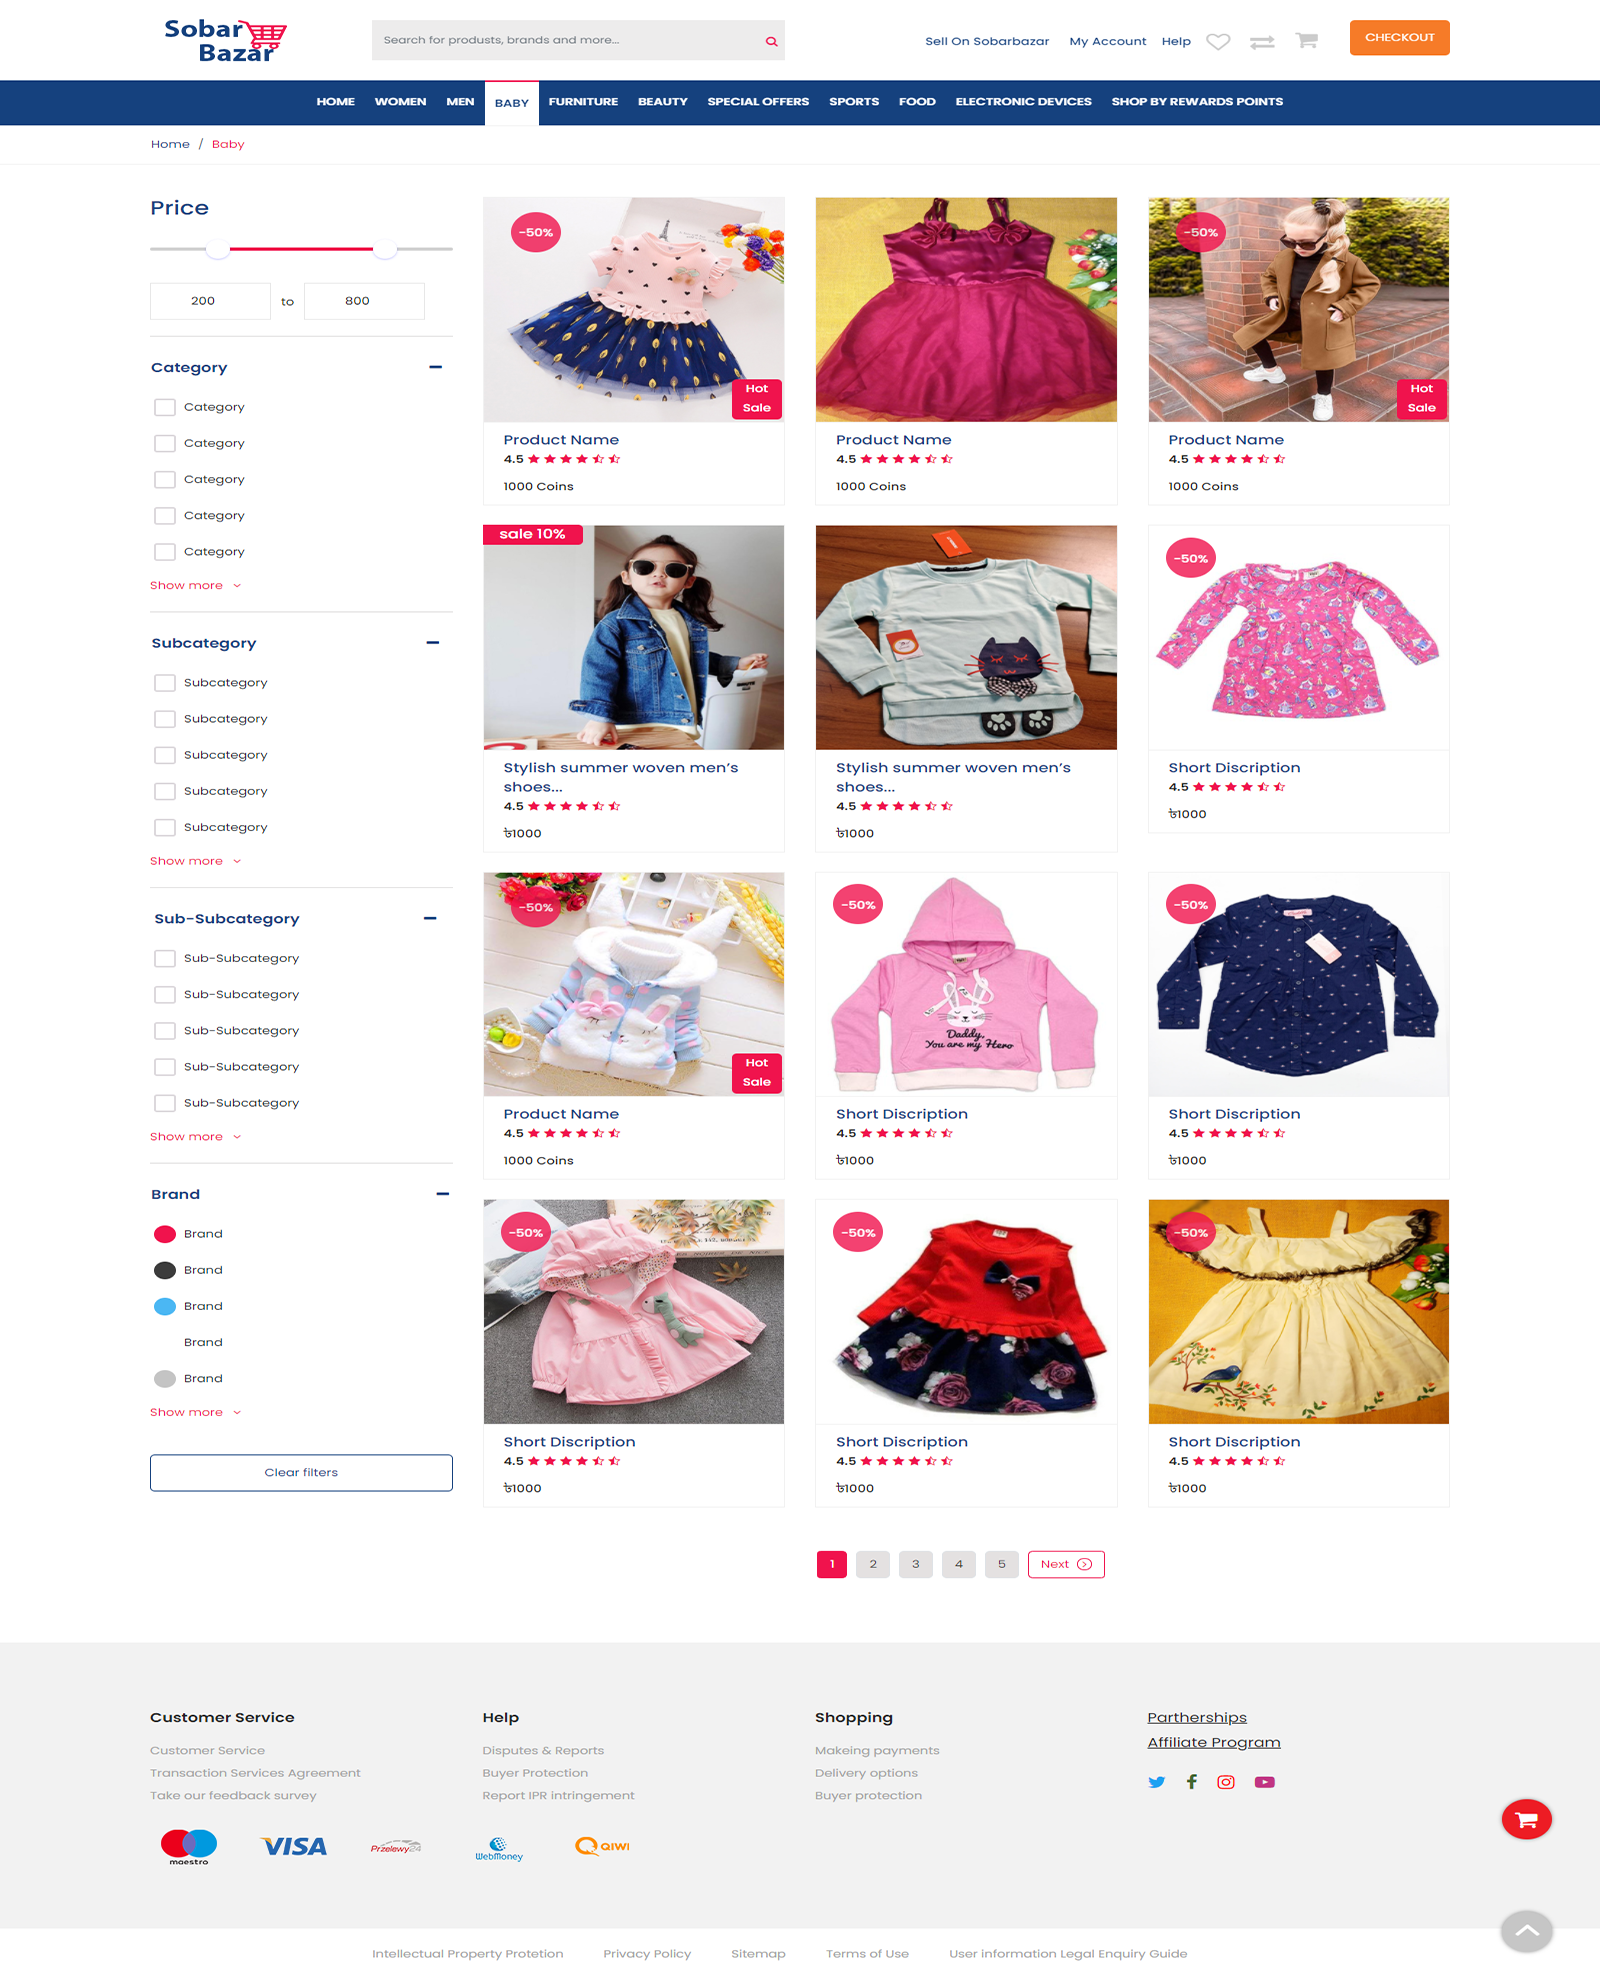 Sobar
Bazar
Search for produsts, brands and more...
Sell On Sobarbazar My Account Help
CHECKOUT
HOME WOMEN MEN BABY FURNITURE BEAUTY SPECIAL OFFERS SPORTS FOOD ELECTRONIC DEVICES SHOP BY REWARDS POINTS
Home / Baby
Price
200 to 800
Category
Category
Category
Category
Category
Category
Show more
Subcategory
Subcategory
Subcategory
Subcategory
Subcategory
Subcategory
Show more
Sub-Subcategory
Sub-Subcategory
Sub-Subcategory
Sub-Subcategory
Sub-Subcategory
Sub-Subcategory
Show more
Brand
Brand
Brand
Brand
Brand
Brand
Show more
Clear filters
-50%
Hot
Sale
Product Name
4.5
1000 Coins
Product Name
4.5
1000 Coins
-50%
Hot
Sale
Product Name
4.5
1000 Coins
sale 10%
Stylish summer woven men's
shoes...
4.5
৳1000
Stylish summer woven men's
shoes...
4.5
৳1000
-50%
Short Discription
4.5
৳1000
-50%
Hot
Sale
Product Name
4.5
1000 Coins
-50%
Daddy,
You are my Hero
Short Discription
4.5
৳1000
-50%
Short Discription
4.5
৳1000
-50%
Short Discription
4.5
৳1000
-50%
Short Discription
4.5
৳1000
-50%
Short Discription
4.5
৳1000
1 2 3 4 5 Next
Customer Service
Customer Service
Transaction Services Agreement
Take our feedback survey
Help
Disputes & Reports
Buyer Protection
Report IPR intringement
Shopping
Makeing payments
Delivery options
Buyer protection
Partherships
Affiliate Program
maestro
VISA
Przelewy24
WebMoney
QIWI
Intellectual Property Protetion Privacy Policy Sitemap Terms of Use User information Legal Enquiry Guide